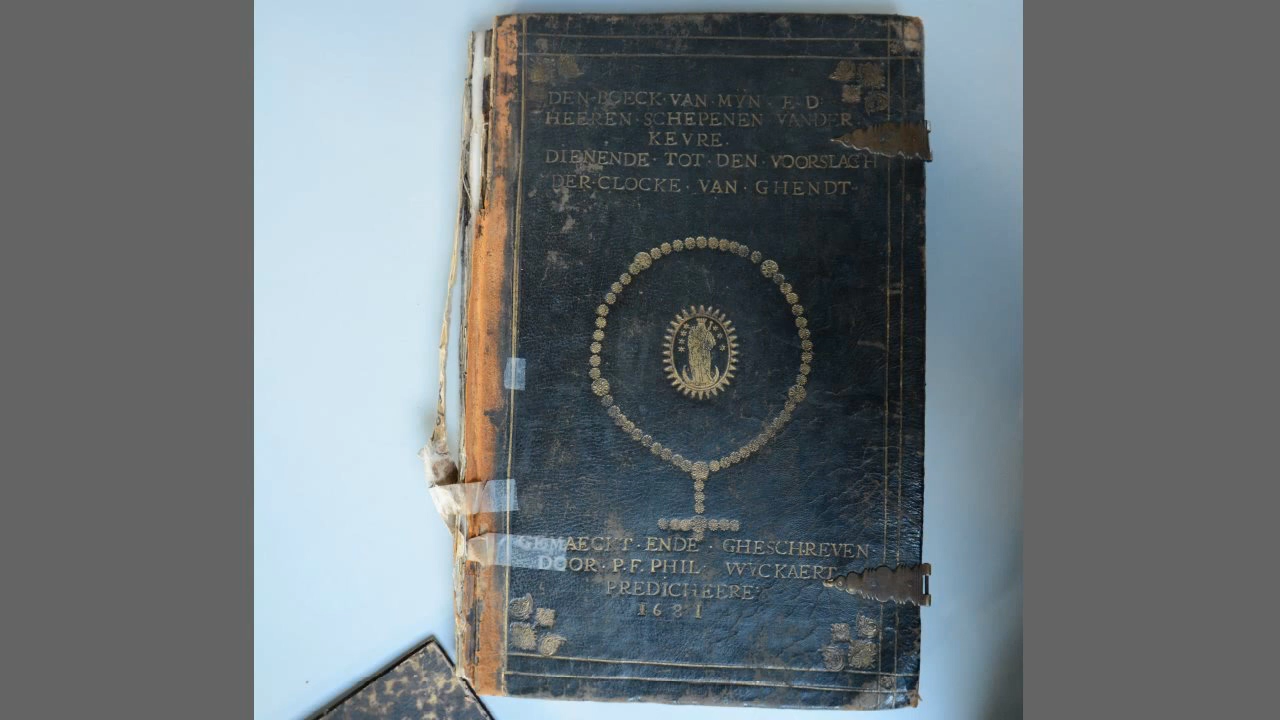 DEN·BOECK·VAN·MYN·E·D·
HEEREN·SCHEPENEN VANDER·
KEVRE·
DIENENDE·TOT·DEN·VOORSLACH
DER·CLOCKE·VAN·GHENDT
GEMAECKT·ENDE·GHESCHREVEN
DOOR·P·F·PHIL·WYCKAERT
PREDICHEERE
1681